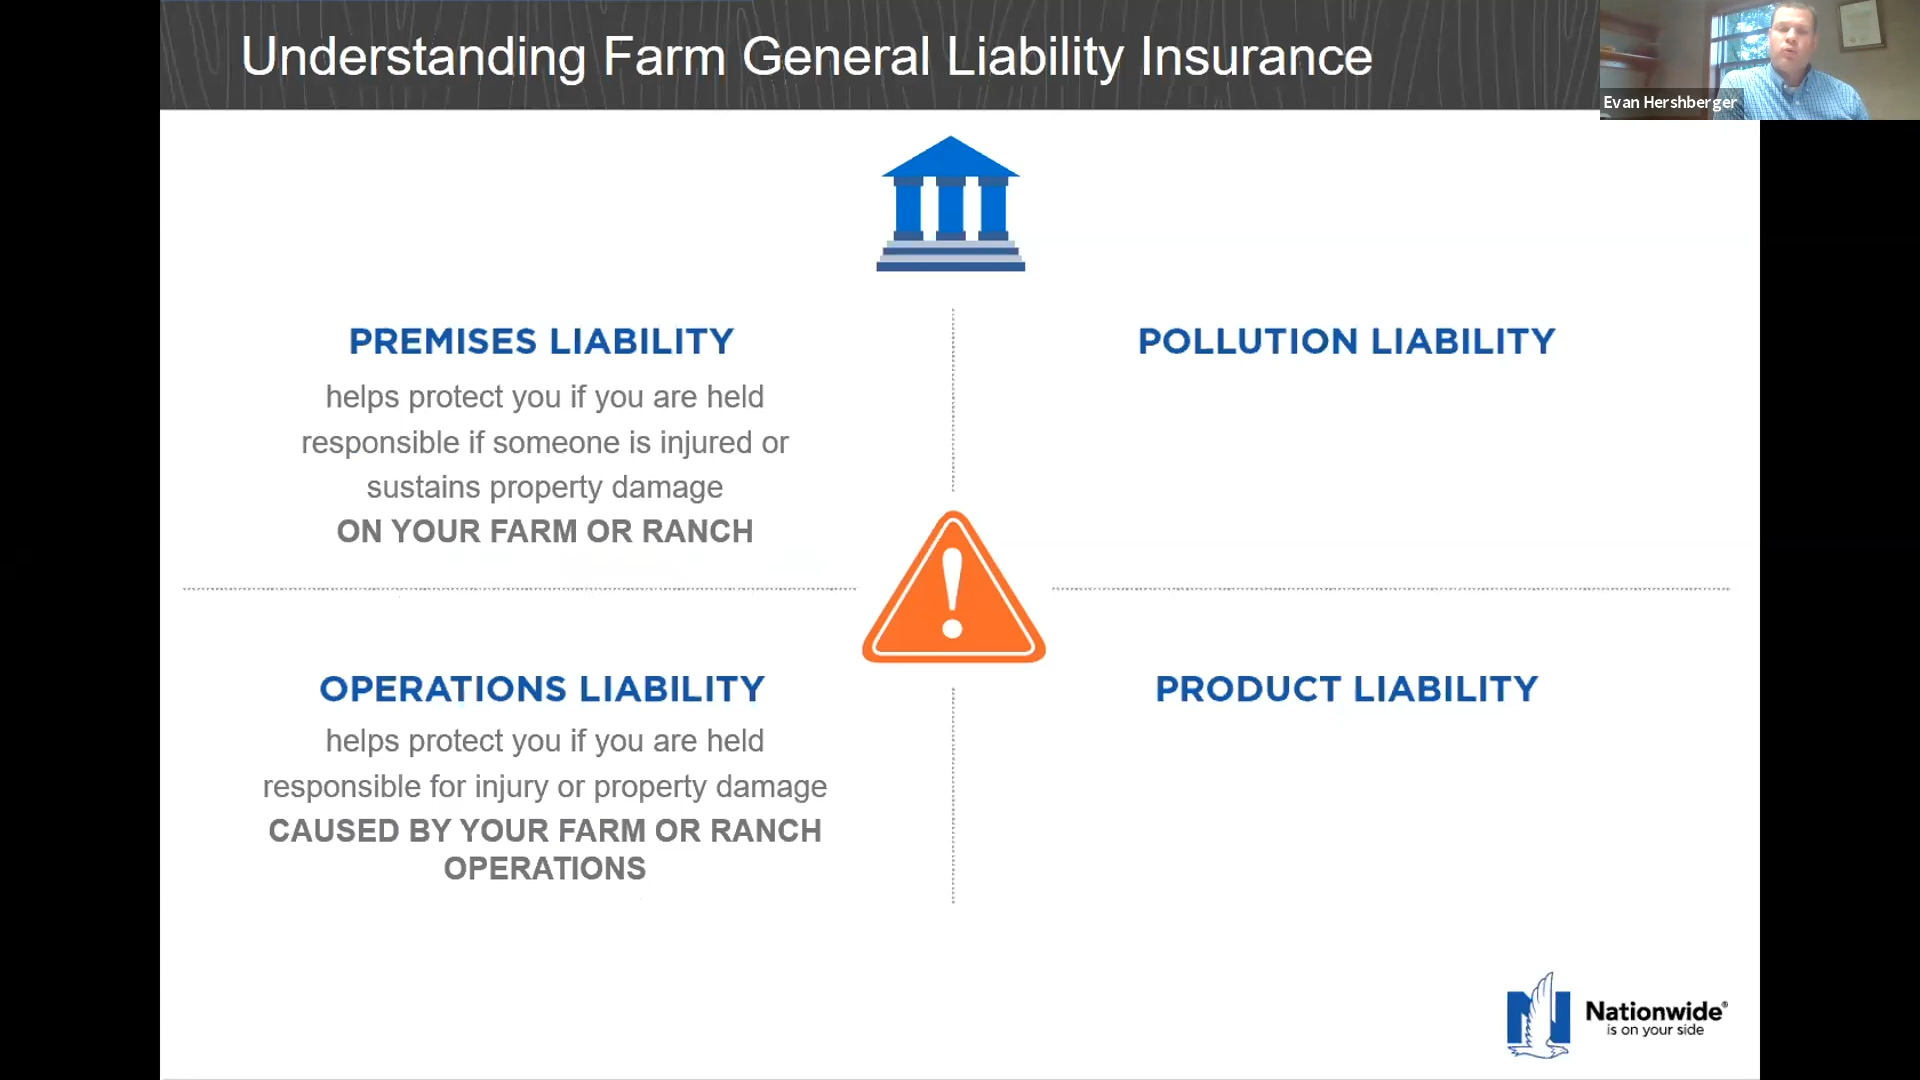 Understanding Farm General Liability Insurance
Evan Hershberger
PREMISES LIABILITY
helps protect you if you are held
responsible if someone is injured or
sustains property damage
ON YOUR FARM OR RANCH
POLLUTION LIABILITY
OPERATIONS LIABILITY
helps protect you if you are held
responsible for injury or property damage
CAUSED BY YOUR FARM OR RANCH
OPERATIONS
PRODUCT LIABILITY
Nationwide®
is on your side